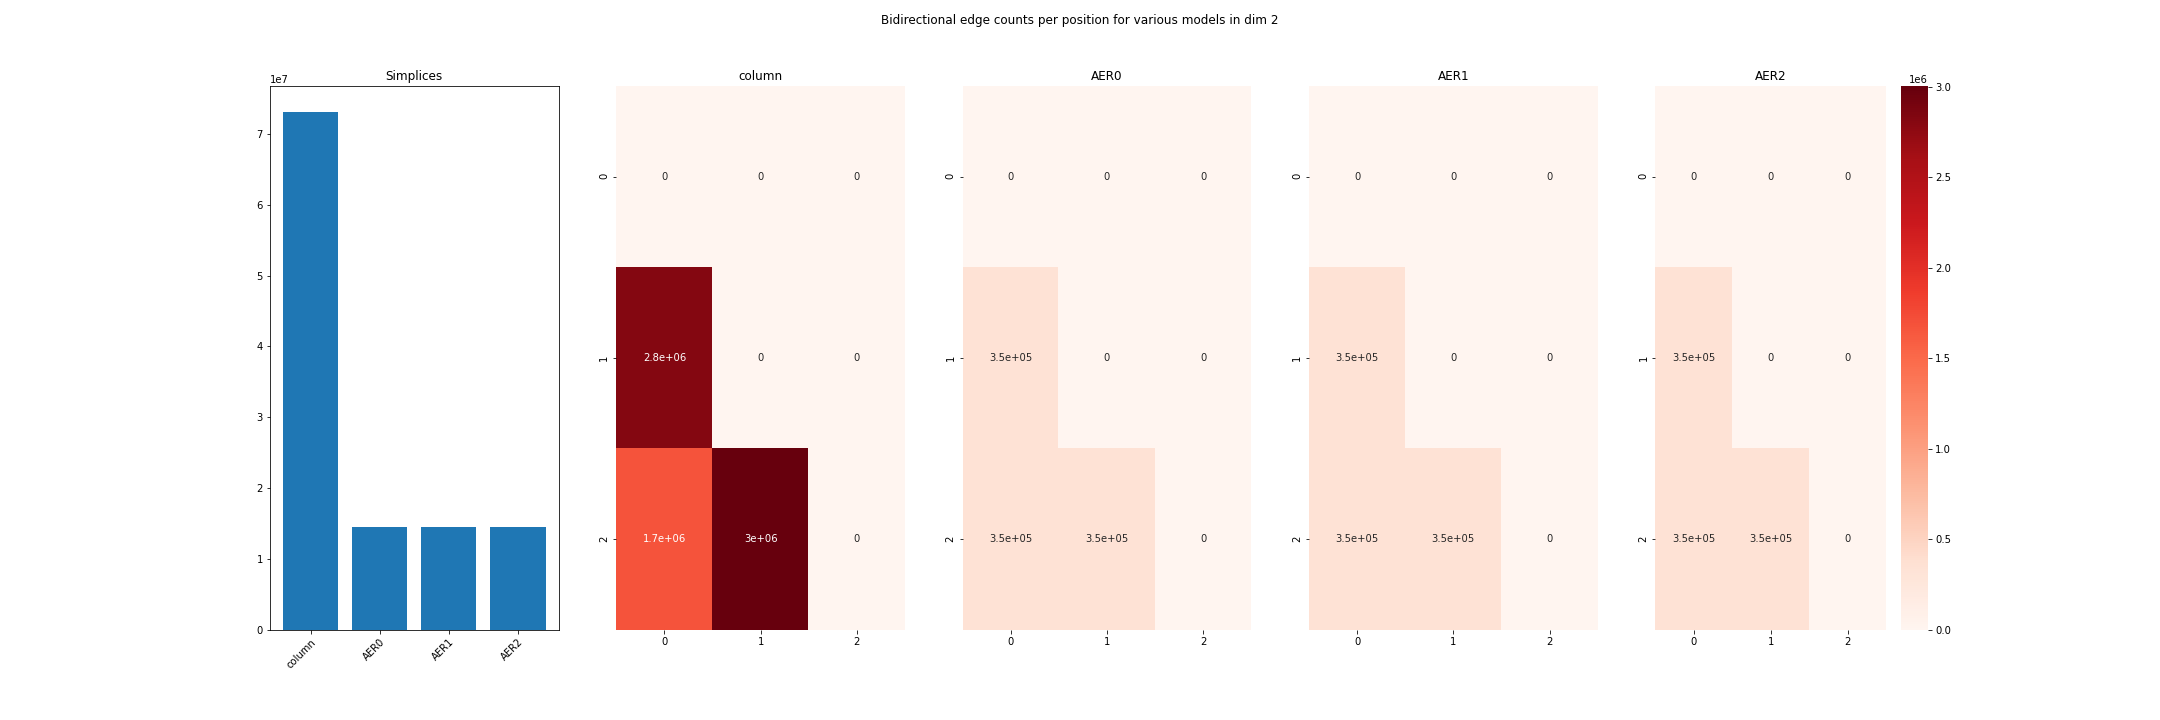 Bidirectional edge counts per position for various models in dim 2
Simplices
column
AER0
AER1
AER2
1e7
1e6
7
6
5
4
3
2
1
0
column
AER0
AER1
AER2
0
1
2
0 0 0
2.8e+06 0 0
1.7e+06 3e+06 0
0 1 2
0
1
2
0 0 0
3.5e+05 0 0
3.5e+05 3.5e+05 0
0 1 2
0
1
2
0 0 0
3.5e+05 0 0
3.5e+05 3.5e+05 0
0 1 2
0
1
2
0 0 0
3.5e+05 0 0
3.5e+05 3.5e+05 0
0 1 2
3.0
2.5
2.0
1.5
1.0
0.5
0.0